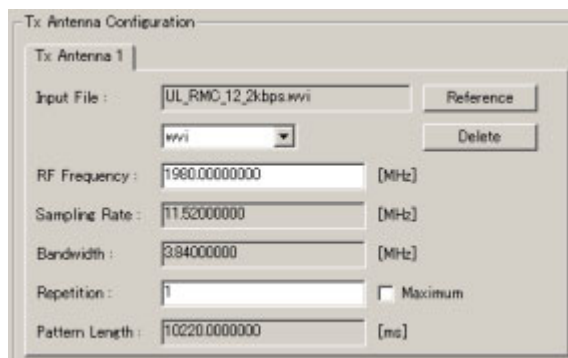 Tx Antenna Configuration
Tx Antenna 1
Input File : UL_RMC_12_2kbps.wvi Reference
wvi Delete
RF Frequency : 1980.00000000 [MHz]
Sampling Rate : 11.52000000 [MHz]
Bandwidth : 3.84000000 [MHz]
Repetition : 1 Maximum
Pattern Length : 10220.0000000 [ms]